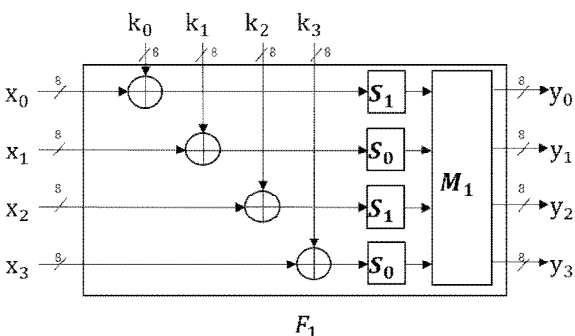 k₀ k₁ k₂ k₃
8 8 8 8
x₀ 8 S₁ 8 y₀
x₁ 8 S₀ 8 y₁
M₁
x₂ 8 S₁ 8 y₂
x₃ 8 S₀ 8 y₃
F₁